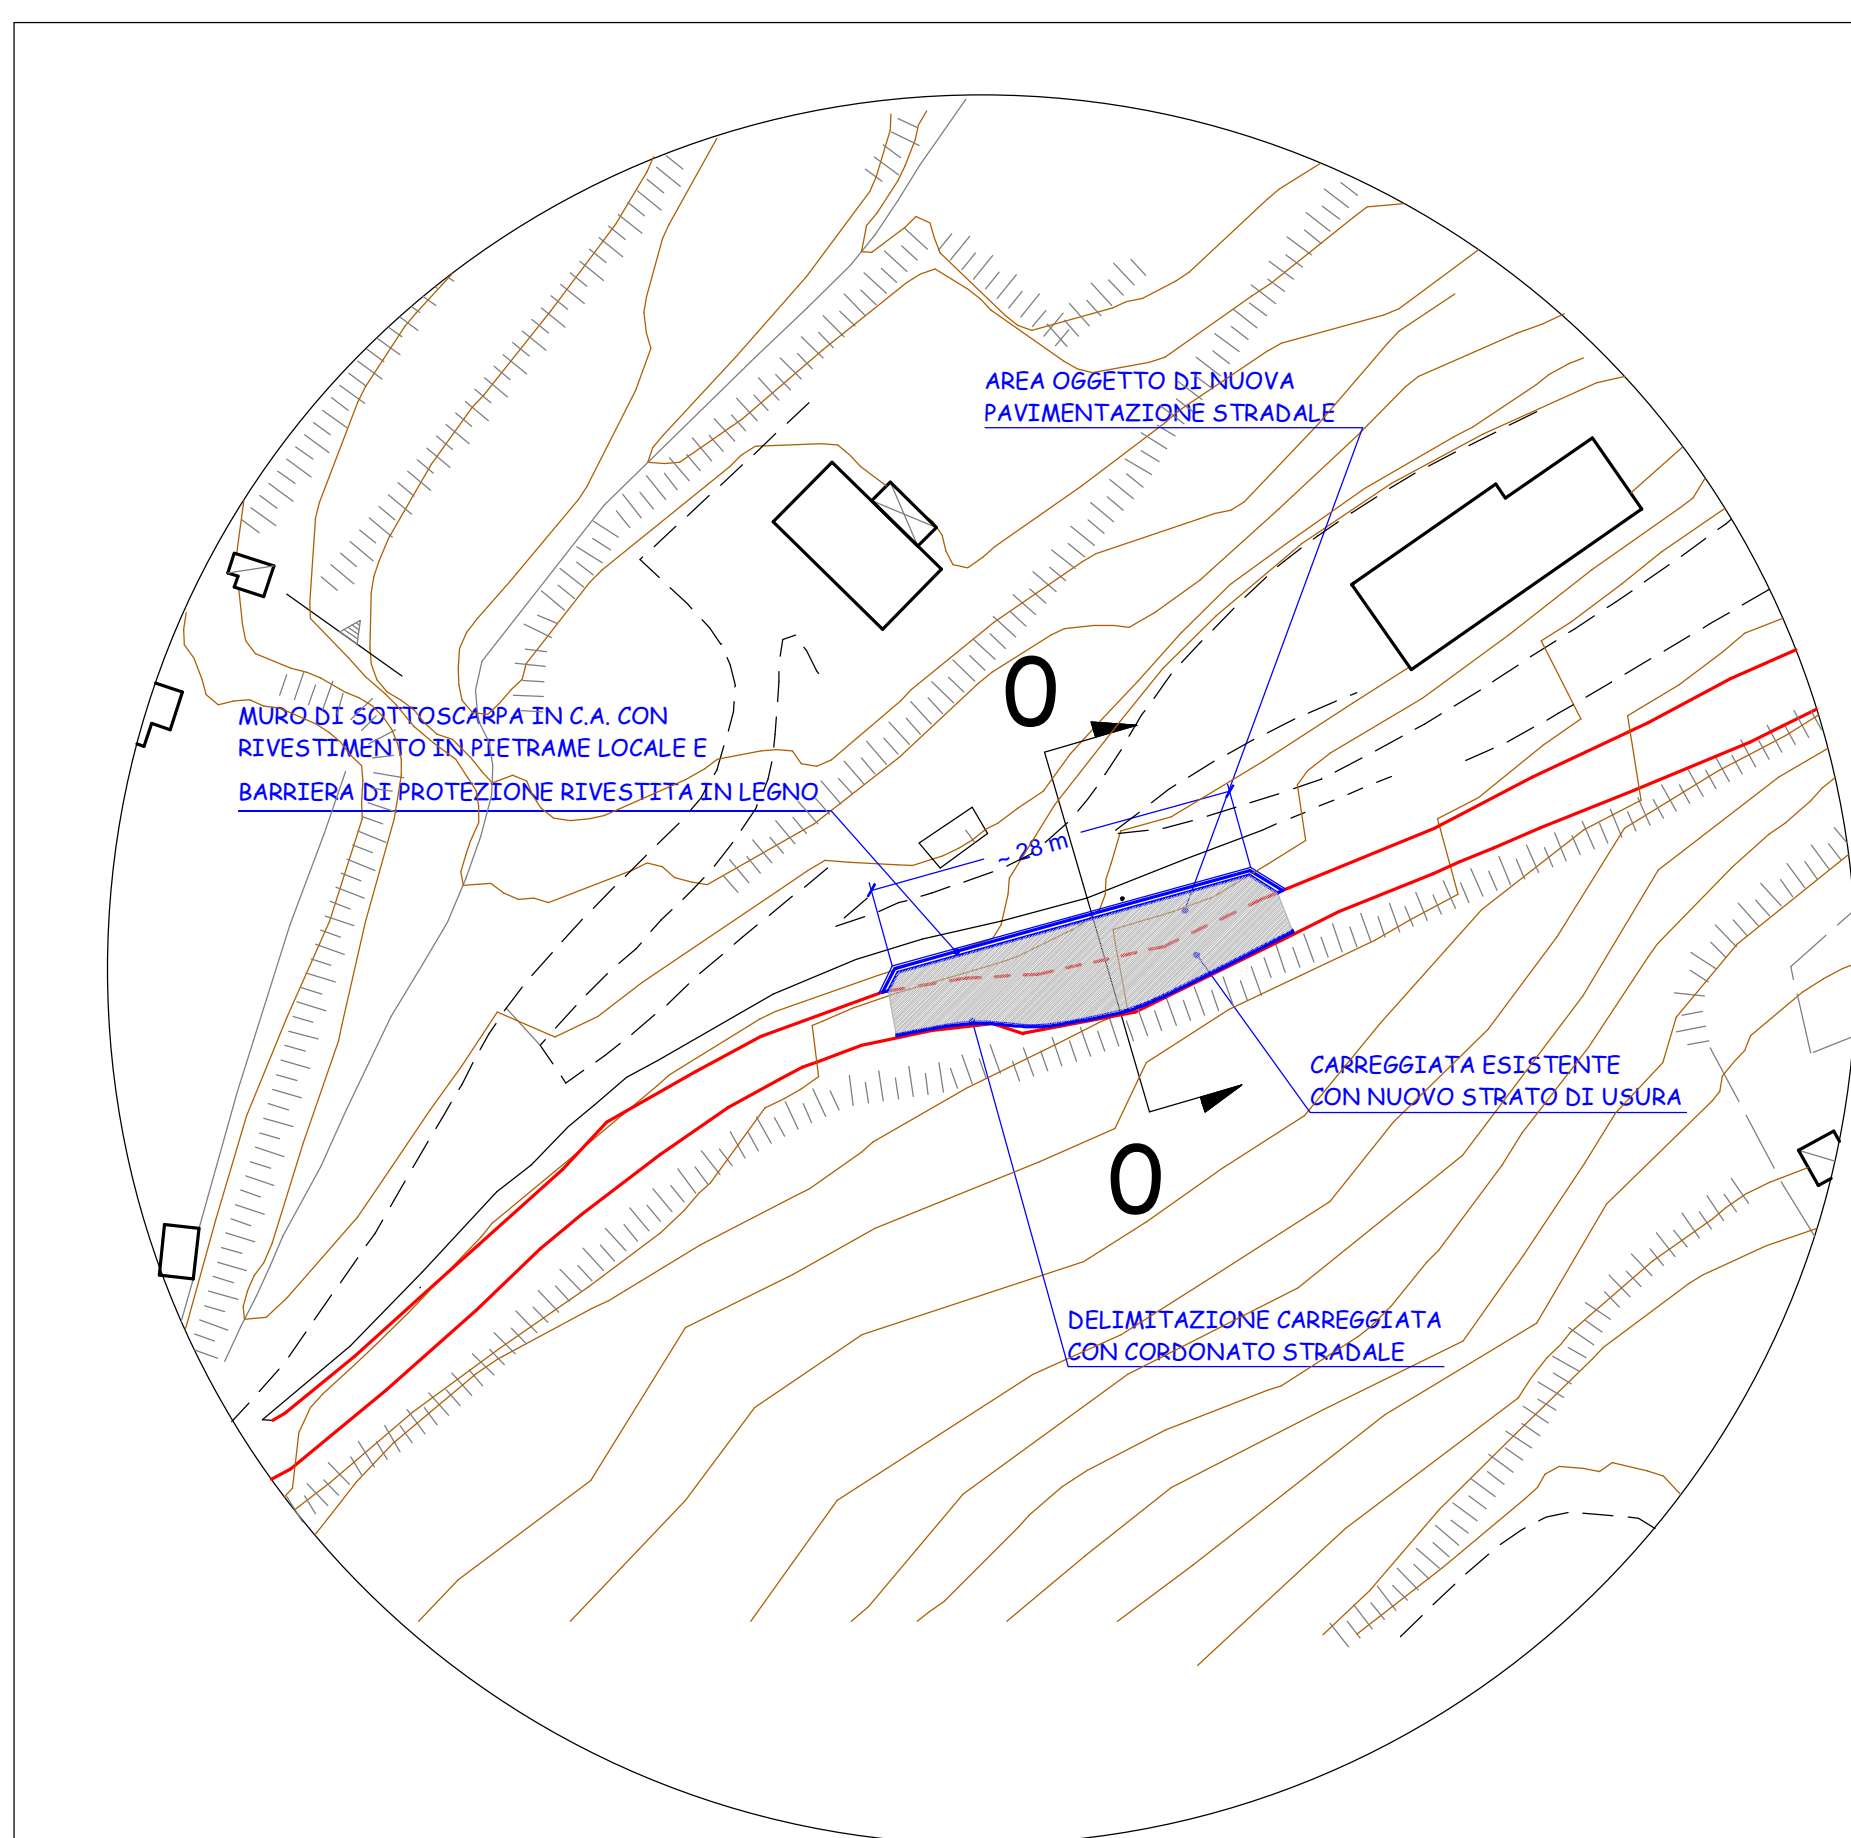 AREA OGGETTO DI NUOVA
PAVIMENTAZIONE STRADALE
0
MURO DI SOTTOSCARPA IN C.A. CON
RIVESTIMENTO IN PIETRAME LOCALE E
BARRIERA DI PROTEZIONE RIVESTITA IN LEGNO
~ 28 m
CARREGGIATA ESISTENTE
CON NUOVO STRATO DI USURA
0
DELIMITAZIONE CARREGGIATA
CON CORDONATO STRADALE